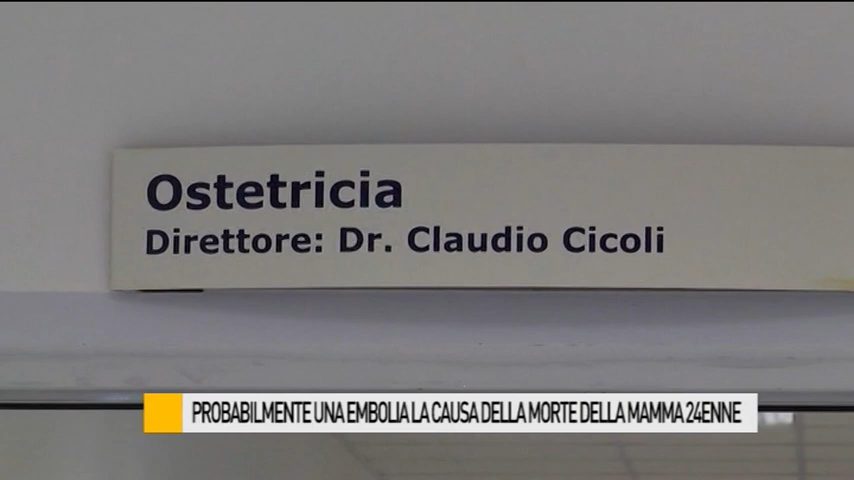 Ostetricia
Direttore: Dr. Claudio Cicoli
PROBABILMENTE UNA EMBOLIA LA CAUSA DELLA MORTE DELLA MAMMA 24ENNE